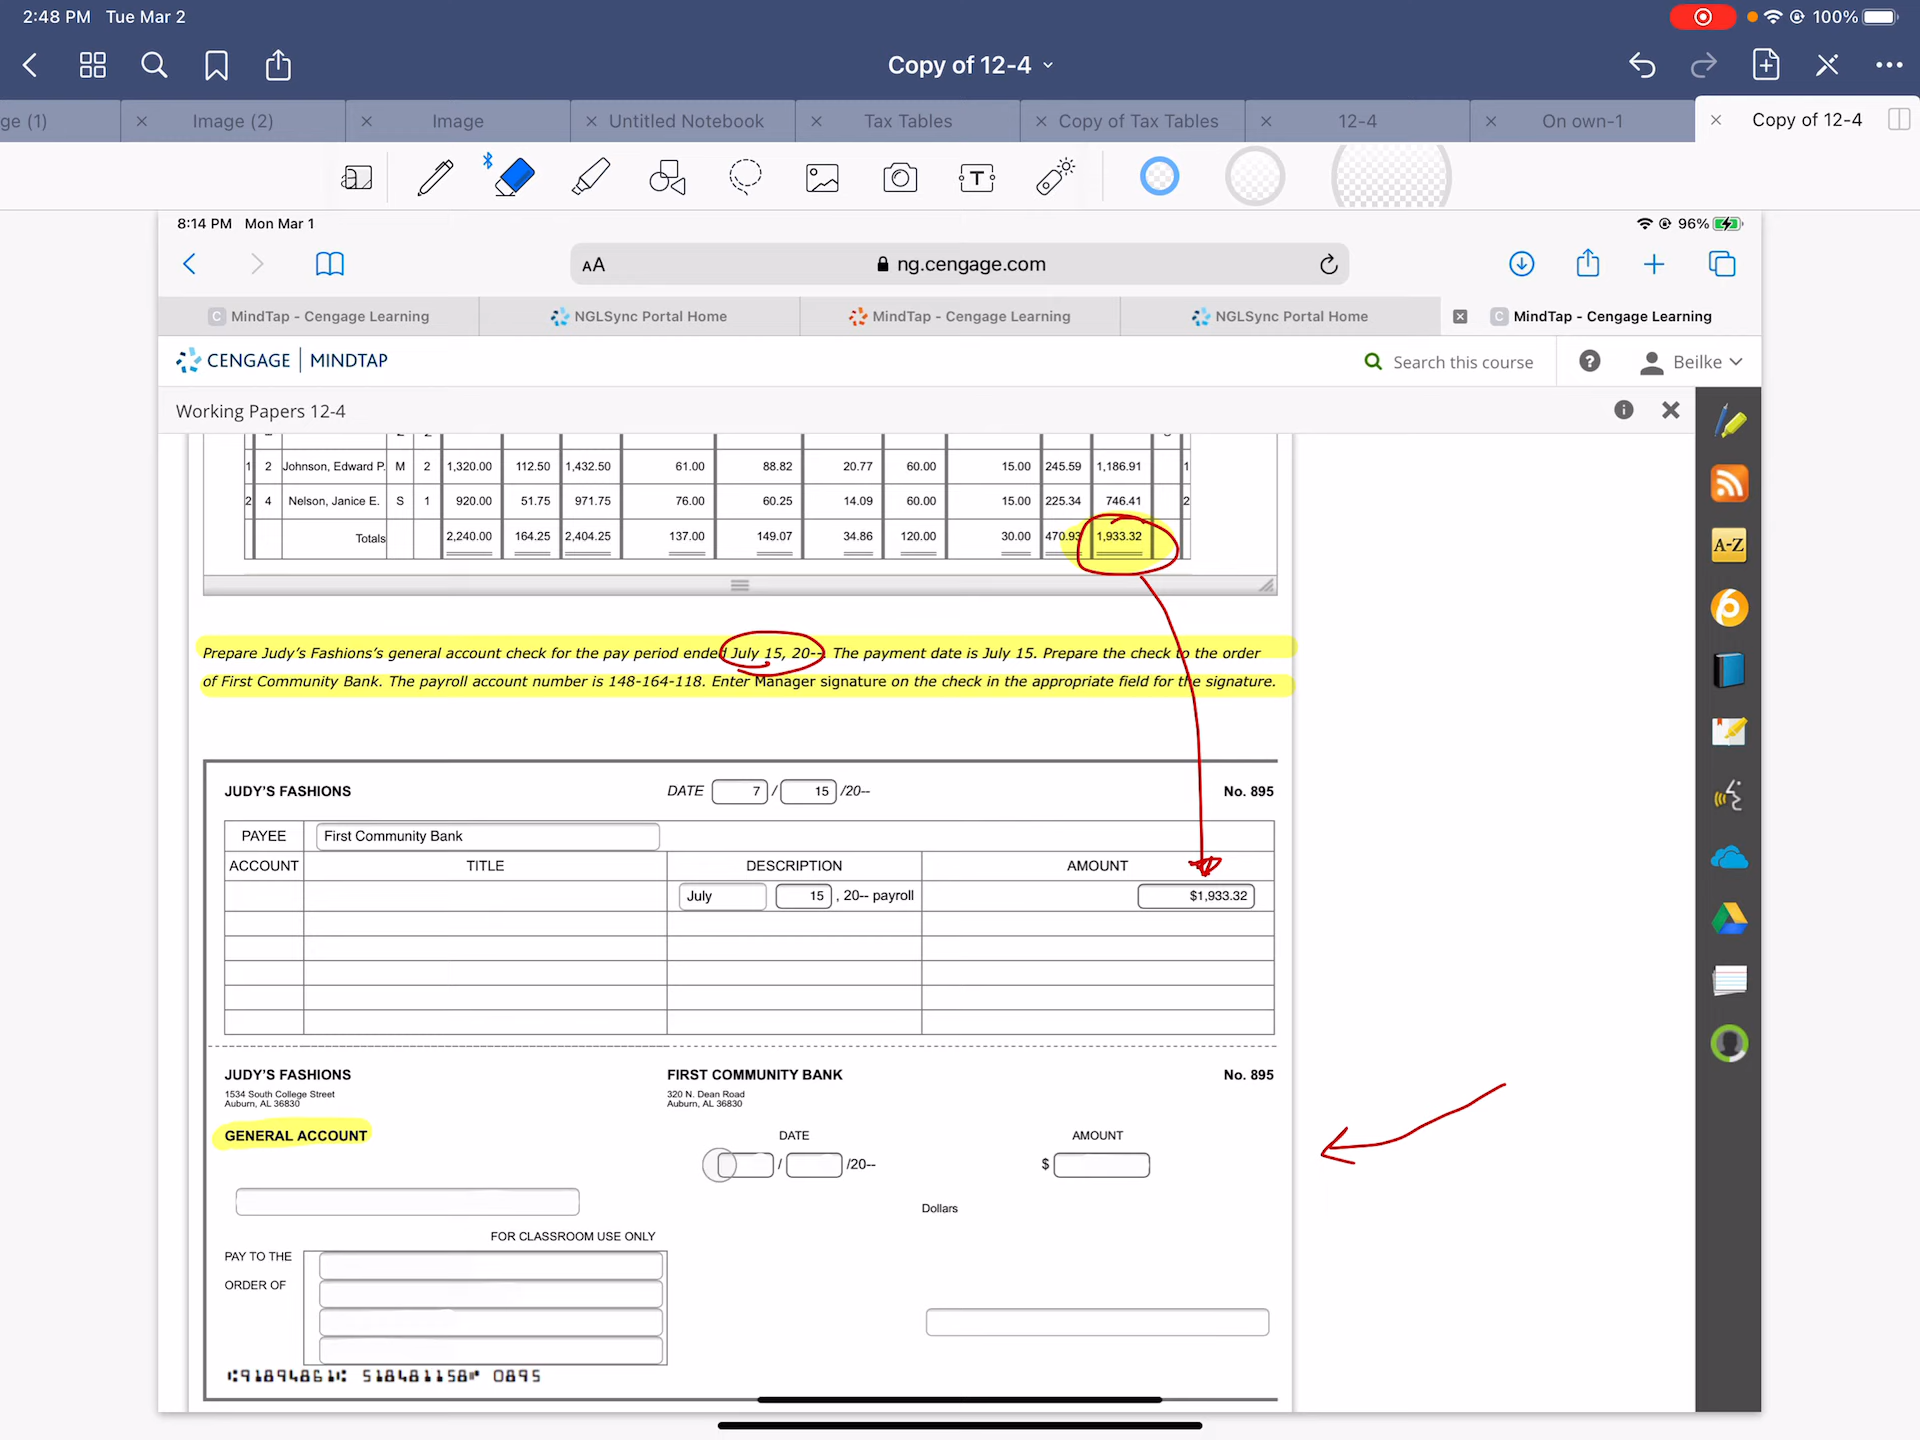 2:48 PM Tue Mar 2
100%
Copy of 12-4
ge (1)
Image (2)
Image
Untitled Notebook
Tax Tables
Copy of Tax Tables
12-4
On own-1
Copy of 12-4
8:14 PM Mon Mar 1
96%
AA
ng.cengage.com
MindTap - Cengage Learning
NGLSync Portal Home
MindTap - Cengage Learning
NGLSync Portal Home
C MindTap - Cengage Learning
CENGAGE | MINDTAP
Search this course
Beilke
Working Papers 12-4
1 2 Johnson, Edward P. M 2 1,320.00 112.50 1,432.50 61.00 88.82 20.77 60.00 15.00 245.59 1,186.91 1
2 4 Nelson, Janice E. S 1 920.00 51.75 971.75 76.00 60.25 14.09 60.00 15.00 225.34 746.41 2
Totals 2,240.00 164.25 2,404.25 137.00 149.07 34.86 120.00 30.00 470.93 1,933.32
Prepare Judy's Fashions's general account check for the pay period ended July 15, 20--. The payment date is July 15. Prepare the check to the order
of First Community Bank. The payroll account number is 148-164-118. Enter Manager signature on the check in the appropriate field for the signature.
JUDY'S FASHIONS DATE 7 / 15 /20-- No. 895
PAYEE First Community Bank
ACCOUNT TITLE DESCRIPTION AMOUNT
July 15 , 20-- payroll $1,933.32
JUDY'S FASHIONS FIRST COMMUNITY BANK No. 895
1534 South College Street 320 N. Dean Road
Auburn, AL 36830 Auburn, AL 36830
GENERAL ACCOUNT DATE AMOUNT
/ /20-- $
Dollars
FOR CLASSROOM USE ONLY
PAY TO THE
ORDER OF
⑆918948611⑆ 518481158⑈ 0895
A-Z